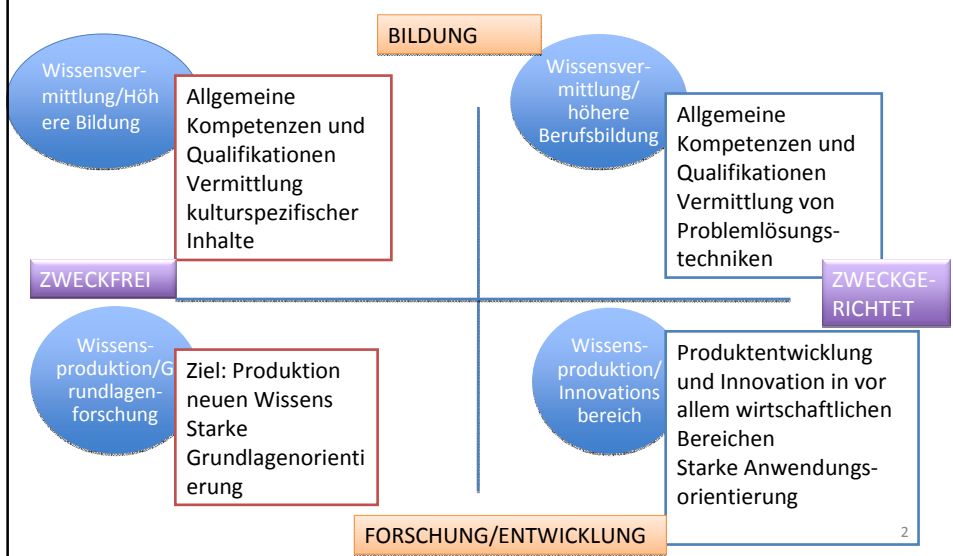 BILDUNG
Wissensver-
mittlung/Höh
ere Bildung
Allgemeine
Kompetenzen und
Qualifikationen
Vermittlung
kulturspezifischer
Inhalte
Wissensver-
mittlung/
höhere
Berufsbildung
Allgemeine
Kompetenzen und
Qualifikationen
Vermittlung von
Problemlösungs-
techniken
ZWECKFREI
ZWECKGE-
RICHTET
Wissens-
produktion/G
rundlagen-
forschung
Ziel: Produktion
neuen Wissens
Starke
Grundlagenorienti
erung
Wissens-
produktion/
Innovations
bereich
Produktentwicklung
und Innovation in vor
allem wirtschaftlichen
Bereichen
Starke Anwendungs-
orientierung
FORSCHUNG/ENTWICKLUNG
2